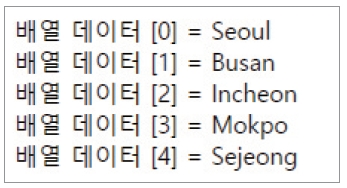 배열 데이터 [0] = Seoul
배열 데이터 [1] = Busan
배열 데이터 [2] = Incheon
배열 데이터 [3] = Mokpo
배열 데이터 [4] = Sejeong